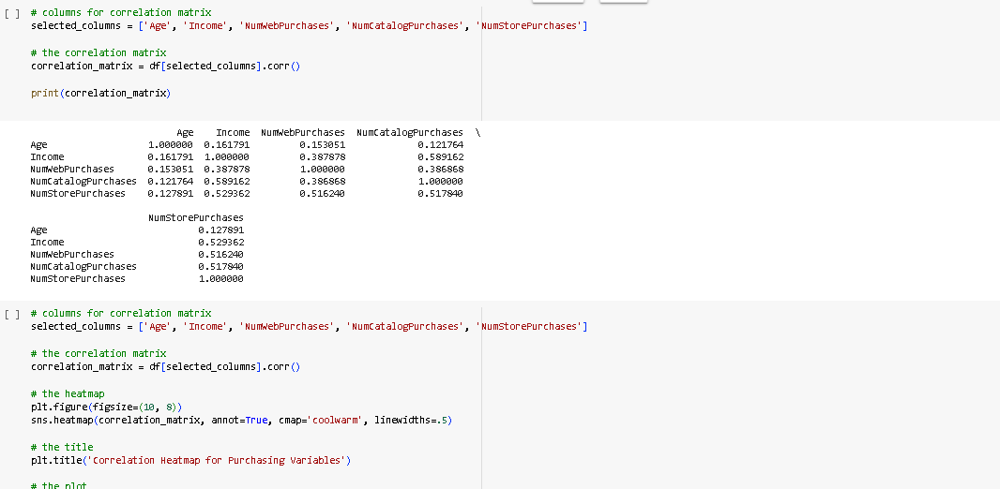 [ ] # columns for correlation matrix
selected_columns = ['Age', 'Income', 'NumWebPurchases', 'NumCatalogPurchases', 'NumStorePurchases']
# the correlation matrix
correlation_matrix = df[selected_columns].corr()
print(correlation_matrix)
Age Income NumWebPurchases NumCatalogPurchases \
Age 1.000000 0.161791 0.153051 0.121764
Income 0.161791 1.000000 0.387878 0.589162
NumWebPurchases 0.153051 0.387878 1.000000 0.386868
NumCatalogPurchases 0.121764 0.589162 0.386868 1.000000
NumStorePurchases 0.127891 0.529362 0.516240 0.517840
NumStorePurchases
Age 0.127891
Income 0.529362
NumWebPurchases 0.516240
NumCatalogPurchases 0.517840
NumStorePurchases 1.000000
[ ] # columns for correlation matrix
selected_columns = ['Age', 'Income', 'NumWebPurchases', 'NumCatalogPurchases', 'NumStorePurchases']
# the correlation matrix
correlation_matrix = df[selected_columns].corr()
# the heatmap
plt.figure(figsize=(10, 8))
sns.heatmap(correlation_matrix, annot=True, cmap='coolwarm', linewidths=.5)
# the title
plt.title('Correlation Heatmap for Purchasing Variables')
# the plot